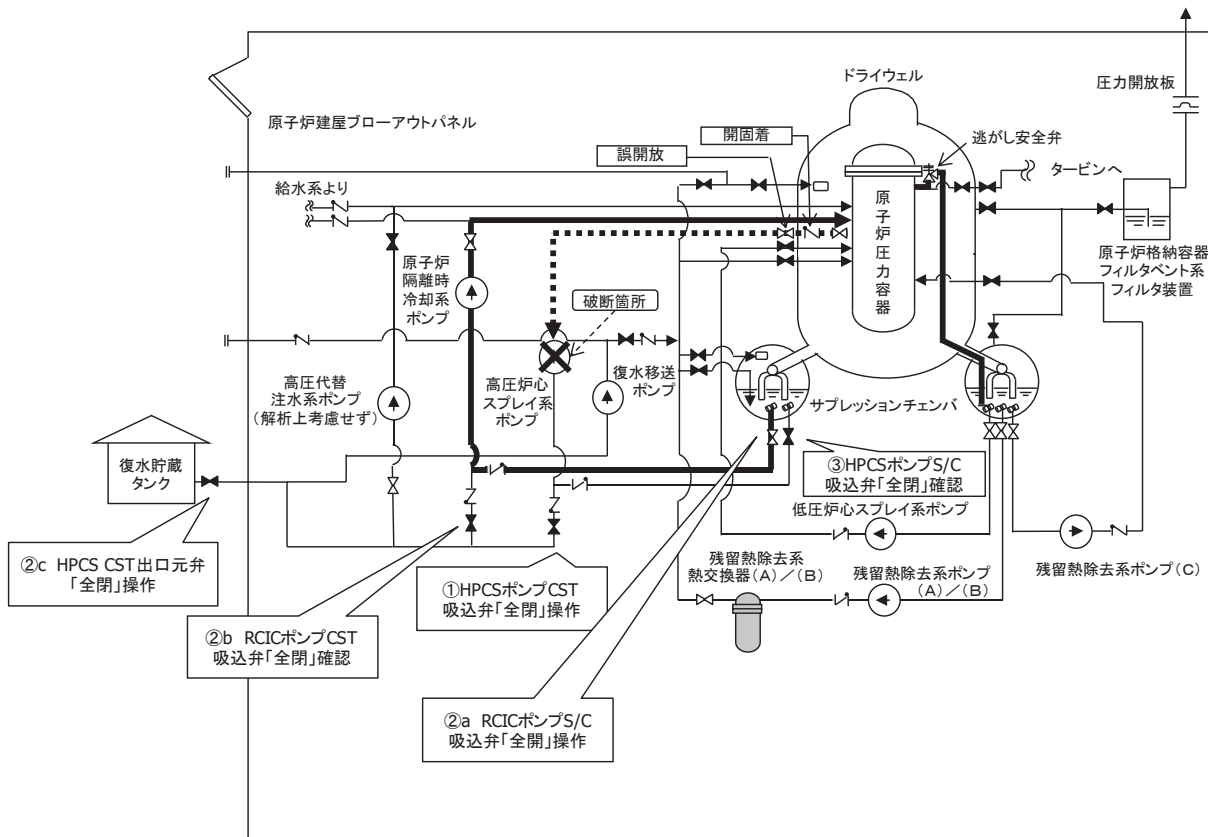 ドライウェル
圧力開放板
原子炉建屋ブローアウトパネル
開固着
逃がし安全弁
誤開放
タービンへ
給水系より
原子炉圧力容器
原子炉格納容器
フィルタベント系
フィルタ装置
原子炉
隔離時
冷却系
ポンプ
破断箇所
高圧代替
注水系ポンプ
(解析上考慮せず)
高圧炉心
スプレイ系
ポンプ
復水移送
ポンプ
サプレッションチェンバ
復水貯蔵
タンク
③HPCSポンプS/C
吸込弁「全閉」確認
低圧炉心スプレイ系ポンプ
②c HPCS CST出口元弁
「全閉」操作
①HPCSポンプCST
吸込弁「全閉」操作
残留熱除去系
熱交換器(A)/(B)
残留熱除去系ポンプ
(A)/(B)
残留熱除去系ポンプ(C)
②b RCICポンプCST
吸込弁「全閉」確認
②a RCICポンプS/C
吸込弁「全開」操作